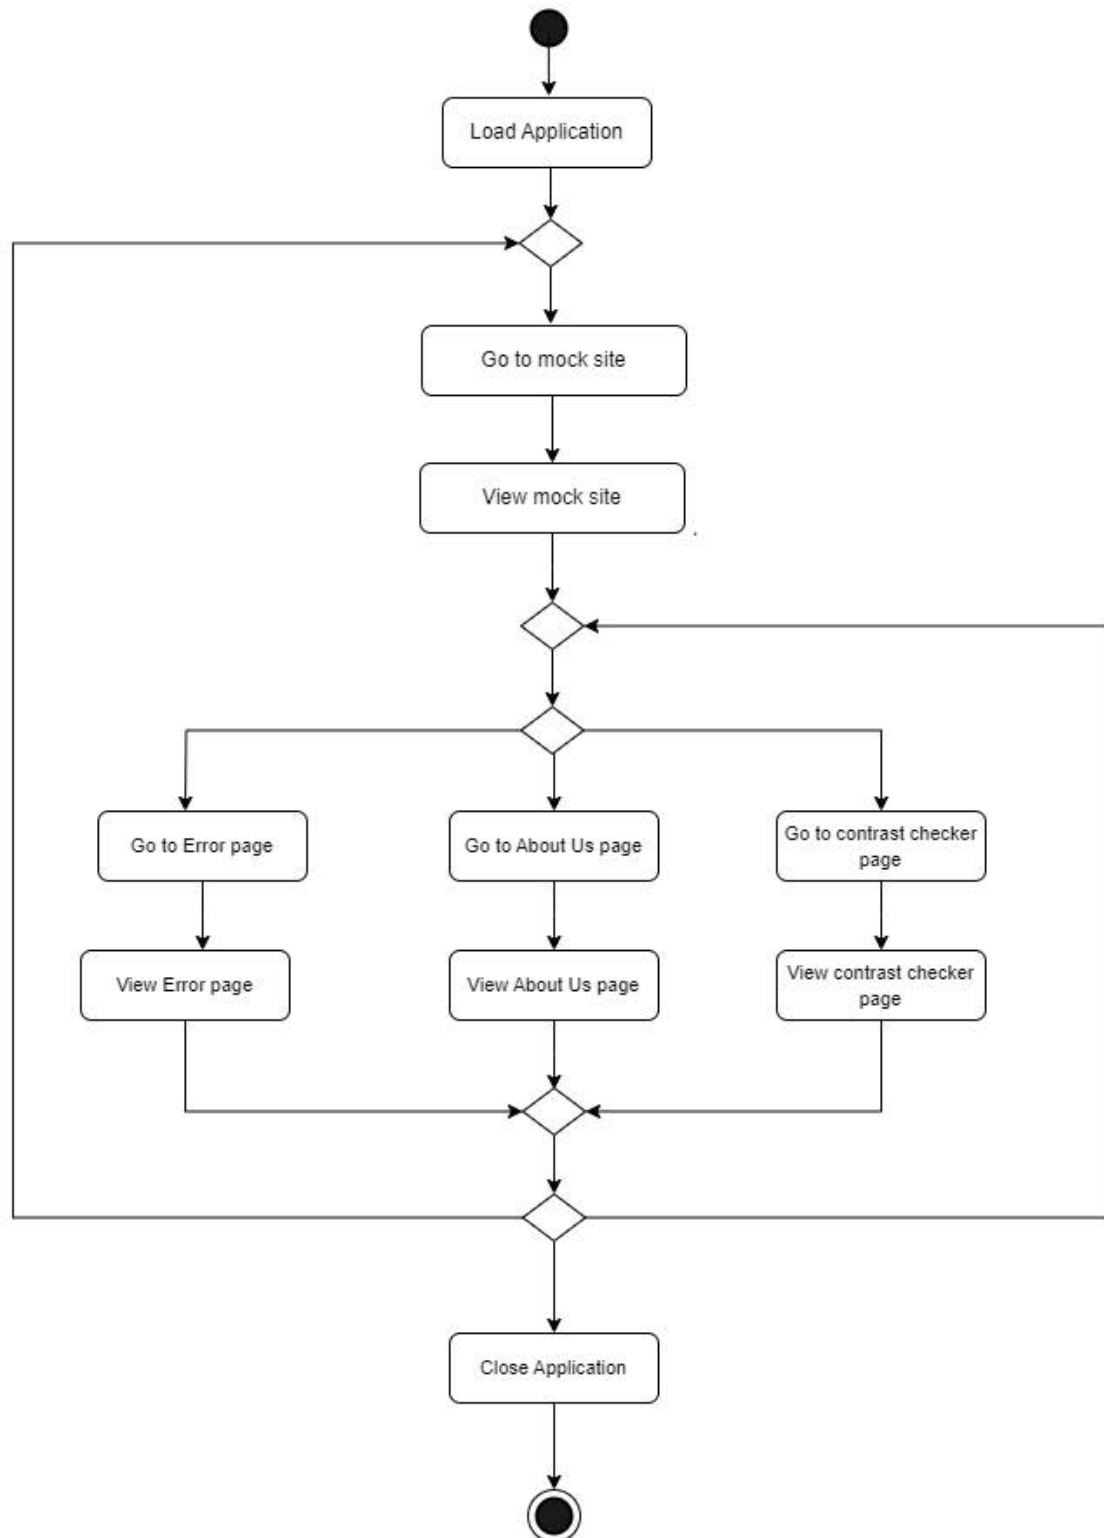 Load Application
Go to mock site
View mock site
.
Go to Error page
Go to About Us page
Go to contrast checker
page
View Error page
View About Us page
View contrast checker
page
Close Application